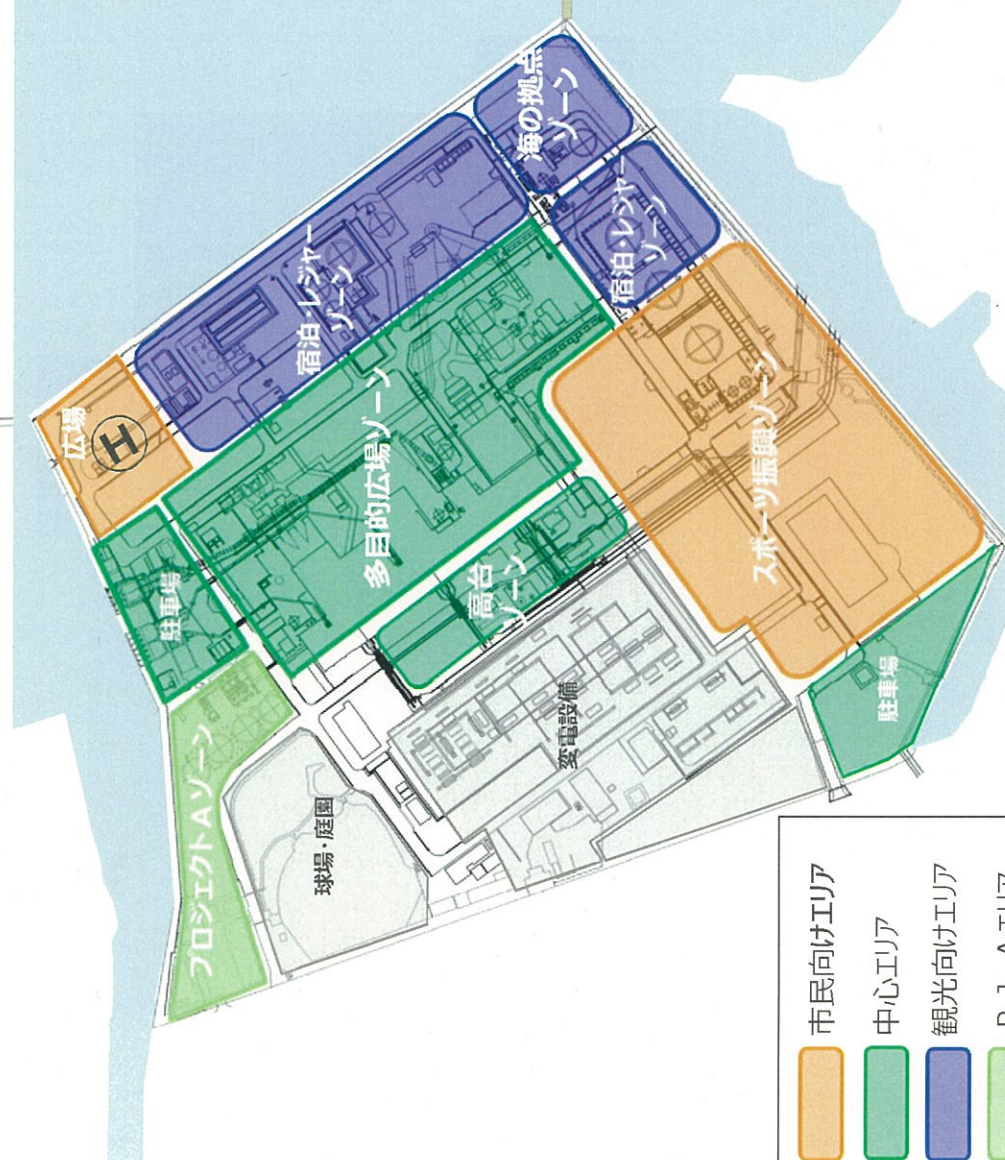 海の拠点
ゾーン
宿泊・レジャー
ゾーン
宿泊・レジャー
ゾーン
広場
H
多目的広場ゾーン
駐車場
高台
ゾーン
スポーツ振興ゾーン
プロジェクトAゾーン
変電設備
駐車場
球場・庭園
市民向けエリア
中心エリア
観光向けエリア